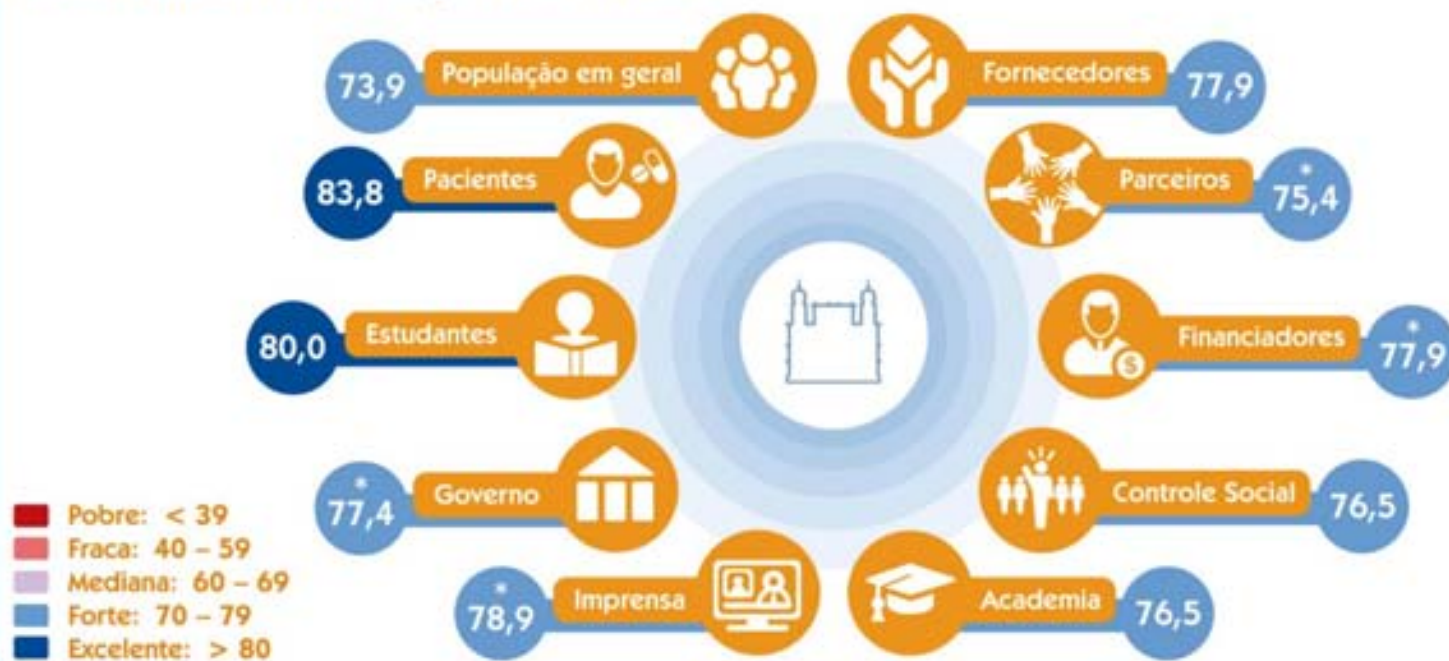 73,9
População em geral
Fornecedores
77,9
83,8
Pacientes
Parceiros
*
75,4
80,0
Estudantes
Financiadores
*
77,9
$
*
77,4
Governo
Controle Social
76,5
*
78,9
Imprensa
Academia
76,5
Pobre: < 39
Fraca: 40 – 59
Mediana: 60 – 69
Forte: 70 – 79
Excelente: > 80